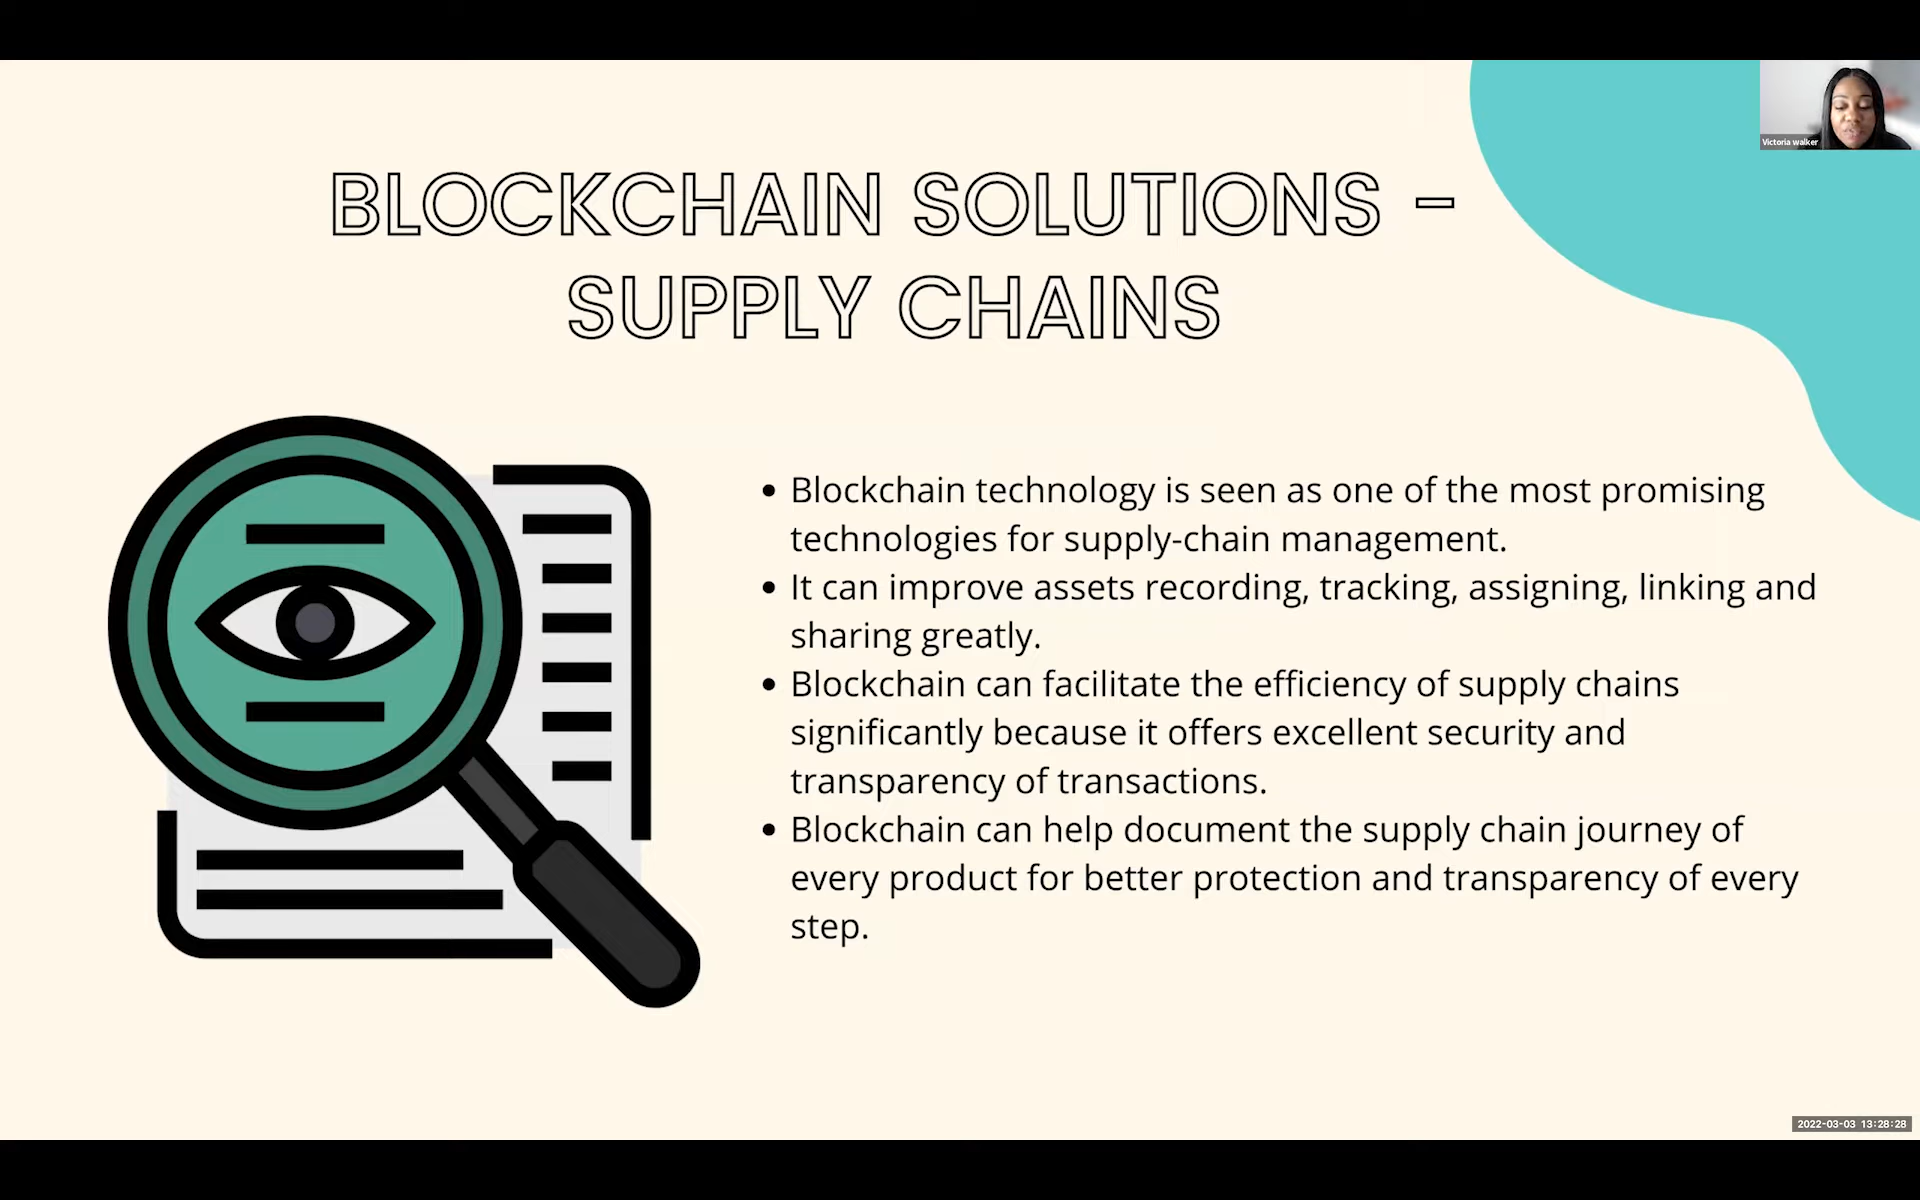 Victoria walker
BLOCKCHAIN SOLUTIONS –
SUPPLY CHAINS
• Blockchain technology is seen as one of the most promising
technologies for supply-chain management.
• It can improve assets recording, tracking, assigning, linking and
sharing greatly.
• Blockchain can facilitate the efficiency of supply chains
significantly because it offers excellent security and
transparency of transactions.
• Blockchain can help document the supply chain journey of
every product for better protection and transparency of every
step.
2022-03-03 13:28:28